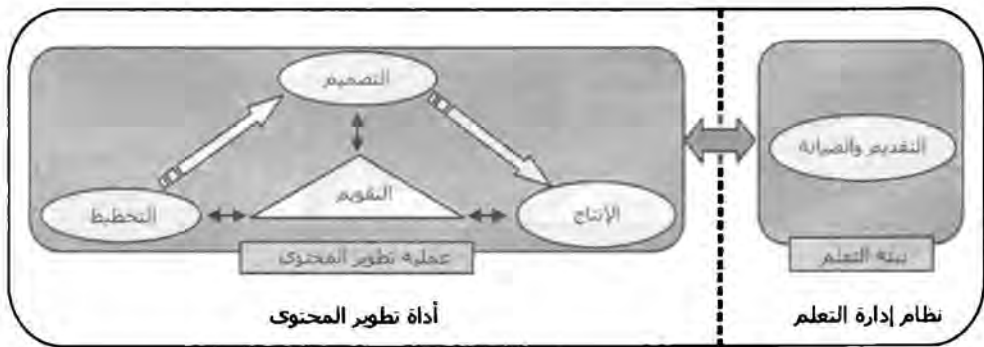 التصميم
التقديم والصيانة
التقويم
التخطيط
الإنتاج
عملية تطوير المحتوى
بيئة التعلم
أداة تطوير المحتوى
نظام إدارة التعلم